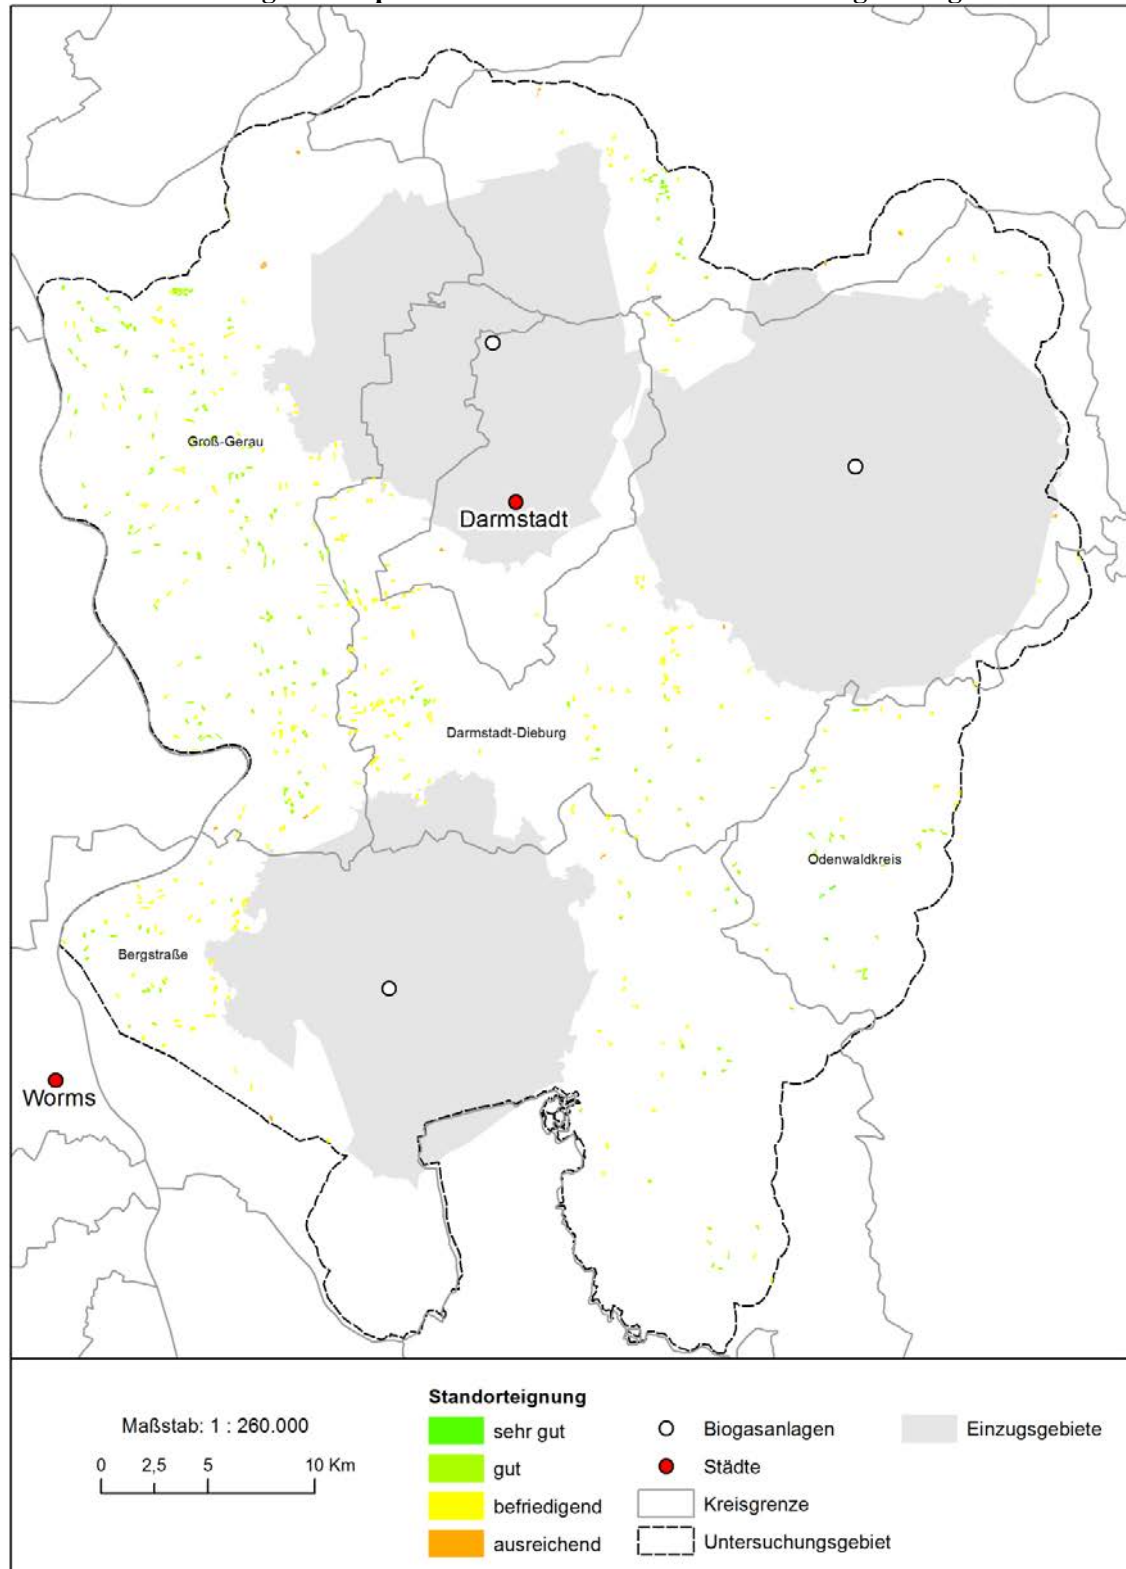 Groß-Gerau
Darmstadt
Darmstadt-Dieburg
Odenwaldkreis
Bergstraße
Worms
Standorteignung
Maßstab: 1 : 260.000
0 2,5 5 10 Km
sehr gut
gut
befriedigend
ausreichend
Biogasanlagen
Städte
Kreisgrenze
Untersuchungsgebiet
Einzugsgebiete